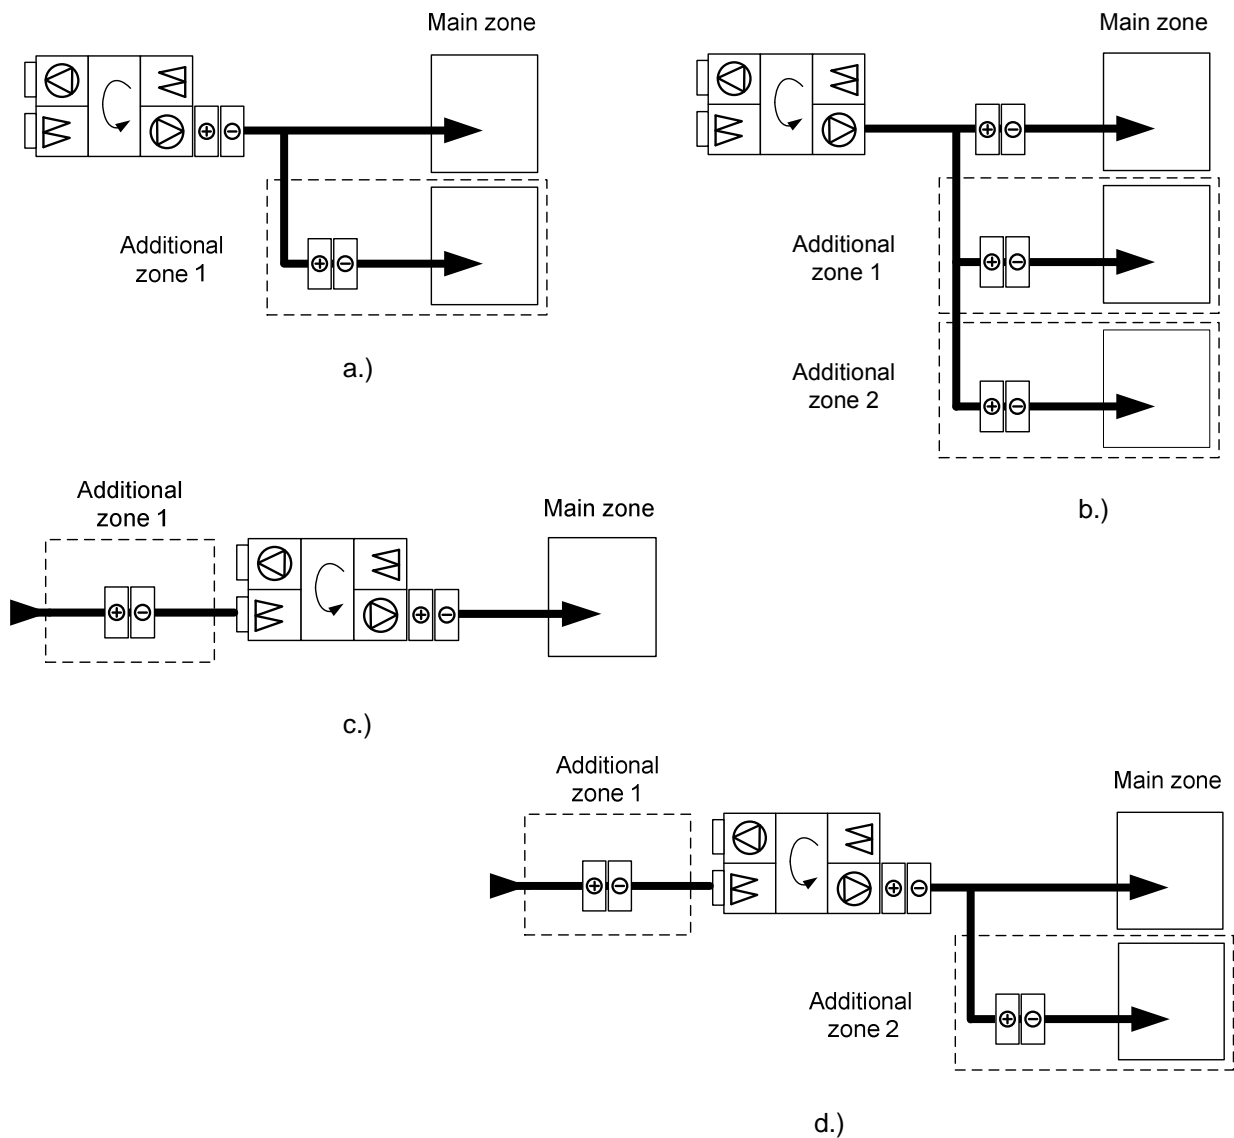 Main zone
Additional
zone 1
a.)
Main zone
Additional
zone 1
Additional
zone 2
b.)
Additional
zone 1
Main zone
c.)
Additional
zone 1
Main zone
Additional
zone 2
d.)